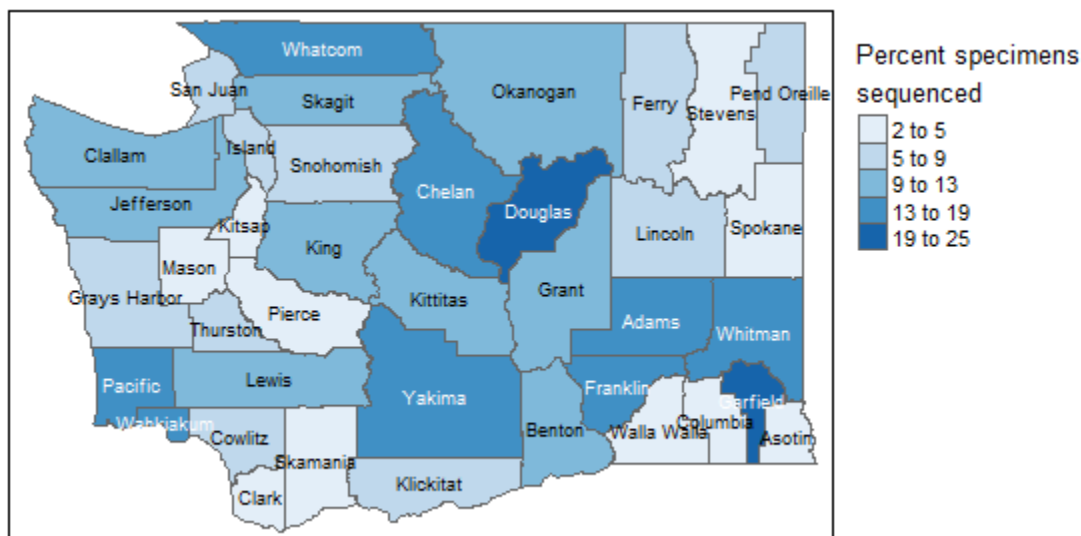 Whatcom
San Juan
Skagit
Okanogan
Ferry
Stevens
Pend Oreille
Island
Snohomish
Clallam
Jefferson
Chelan
Douglas
Kitsap
King
Lincoln
Spokane
Mason
Grays Harbor
Thurston
Pierce
Kittitas
Grant
Adams
Whitman
Pacific
Lewis
Yakima
Franklin
Garfield
Wahkiakum
Cowlitz
Skamania
Benton
Walla Walla
Columbia
Asotin
Clark
Klickitat
Percent specimens
sequenced
2 to 5
5 to 9
9 to 13
13 to 19
19 to 25